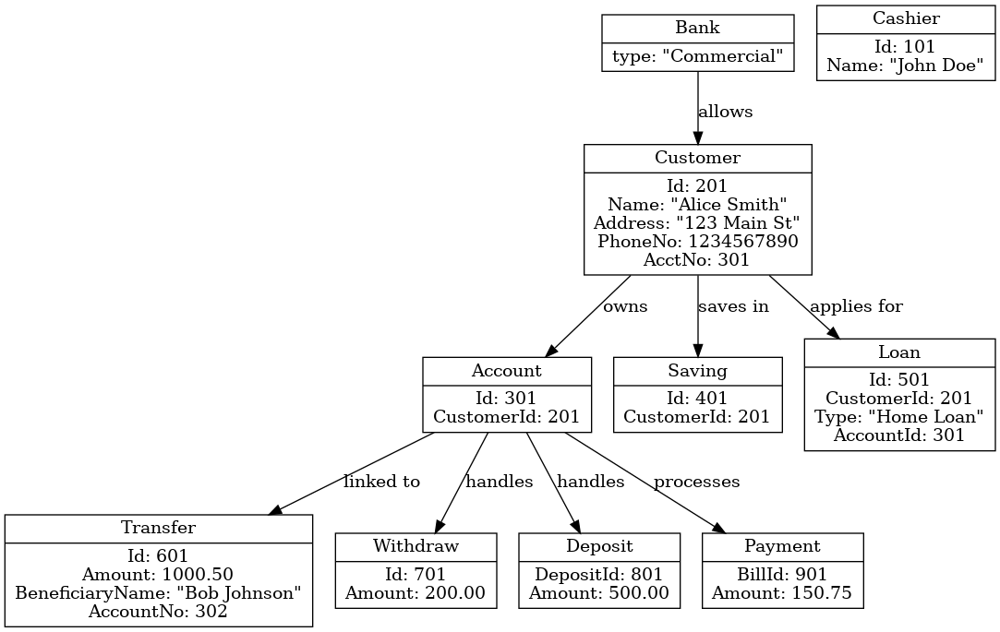 Bank
type: "Commercial"
Cashier
Id: 101
Name: "John Doe"
allows
Customer
Id: 201
Name: "Alice Smith"
Address: "123 Main St"
PhoneNo: 1234567890
AcctNo: 301
owns
saves in
applies for
Account
Id: 301
CustomerId: 201
Saving
Id: 401
CustomerId: 201
Loan
Id: 501
CustomerId: 201
Type: "Home Loan"
AccountId: 301
linked to
handles
handles
processes
Transfer
Id: 601
Amount: 1000.50
BeneficiaryName: "Bob Johnson"
AccountNo: 302
Withdraw
Id: 701
Amount: 200.00
Deposit
DepositId: 801
Amount: 500.00
Payment
BillId: 901
Amount: 150.75